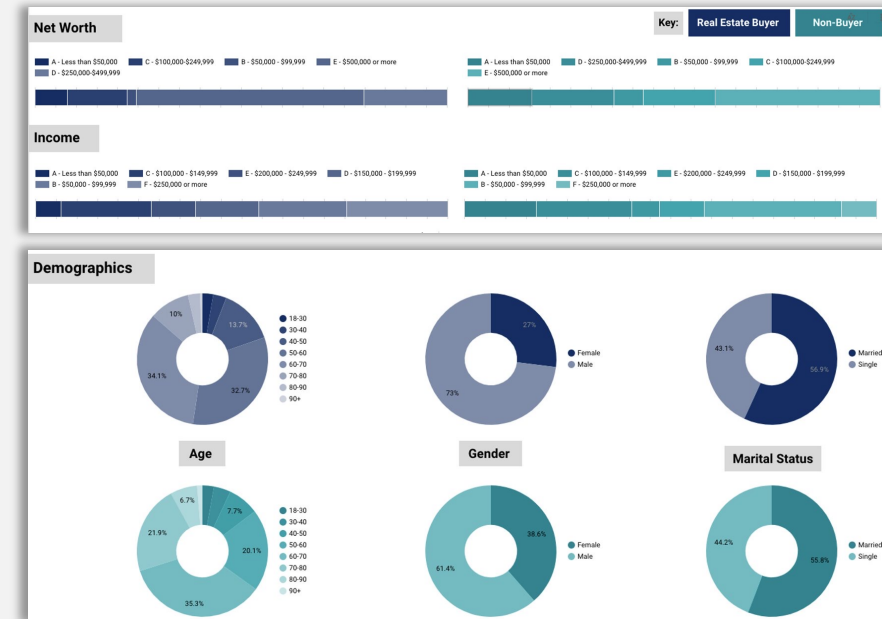 Net Worth
Key: Real Estate Buyer Non-Buyer
A - Less than $50,000 C - $100,000-$249,999 B - $50,000 - $99,999 E - $500,000 or more
D - $250,000-$499,999
A - Less than $50,000 D - $250,000-$499,999 B - $50,000 - $99,999 C - $100,000-$249,999
E - $500,000 or more
Income
A - Less than $50,000 C - $100,000 - $149,999 E - $200,000 - $249,999 D - $150,000 - $199,999
B - $50,000 - $99,999 F - $250,000 or more
A - Less than $50,000 C - $100,000 - $149,999 E - $200,000 - $249,999 D - $150,000 - $199,999
B - $50,000 - $99,999 F - $250,000 or more
Demographics
10%
13.7%
34.1%
32.7%
18-30
30-40
40-50
50-60
60-70
70-80
80-90
90+
27%
73%
Female
Male
43.1%
56.9%
Married
Single
Age
Gender
Marital Status
6.7%
7.7%
21.9%
20.1%
35.3%
18-30
30-40
40-50
50-60
60-70
70-80
80-90
90+
38.6%
61.4%
Female
Male
44.2%
55.8%
Married
Single